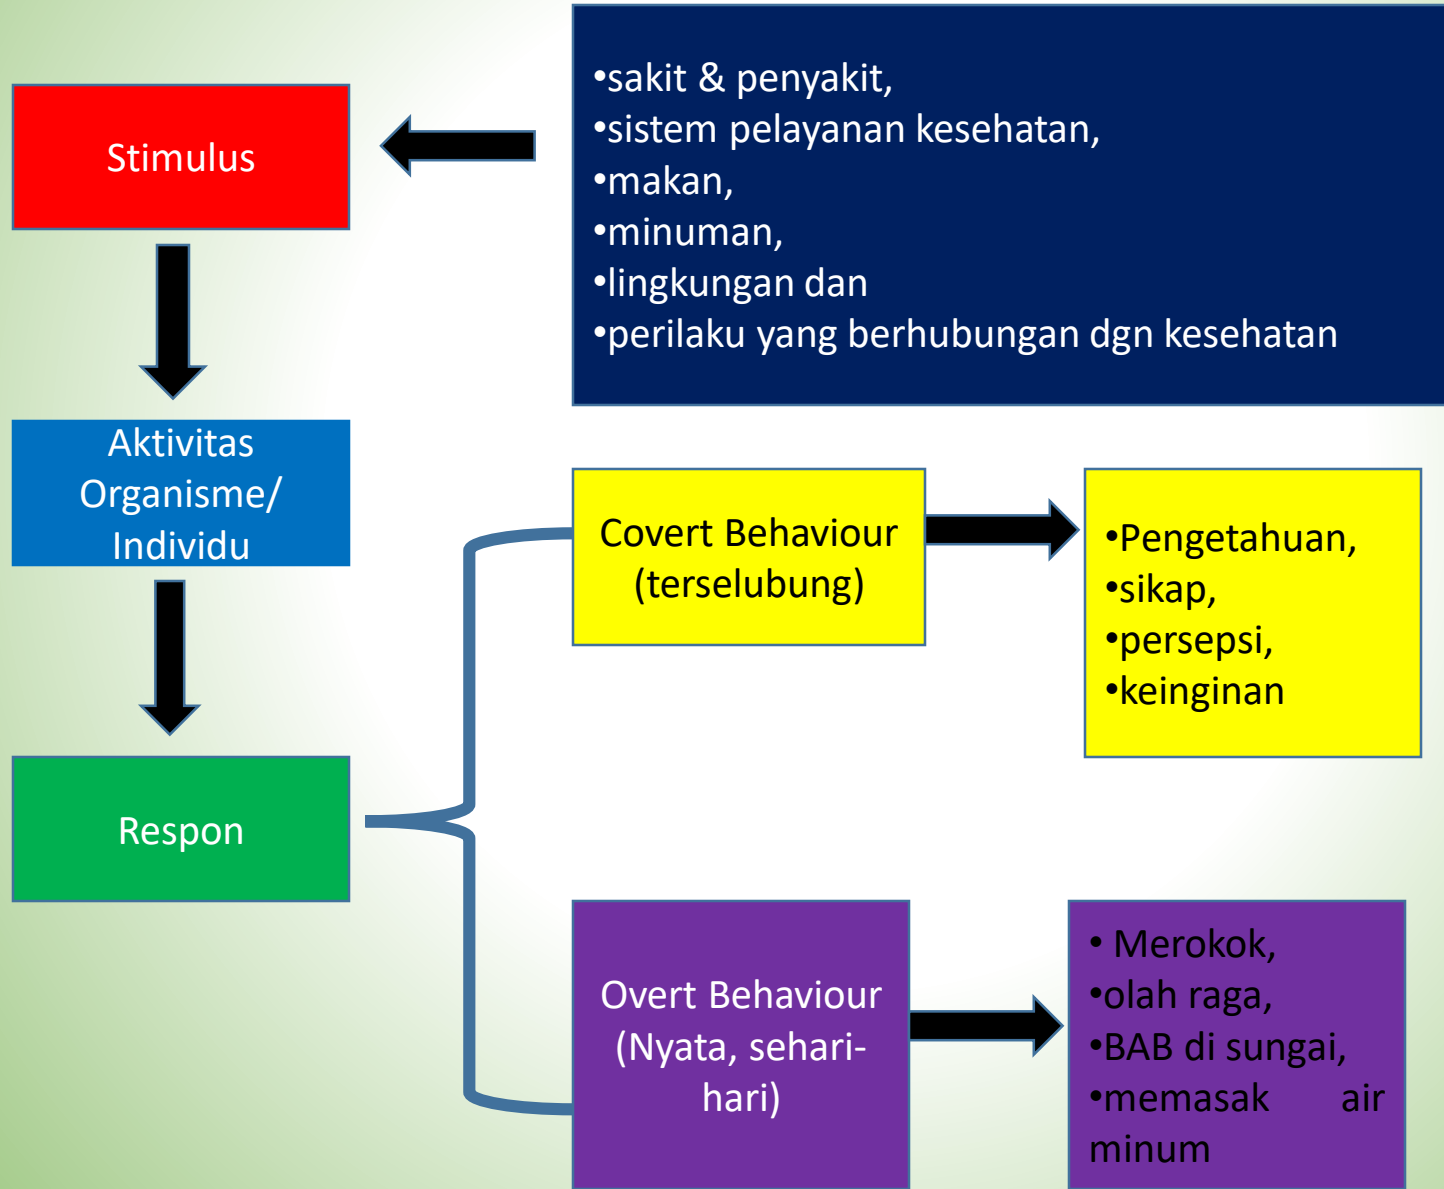 Stimulus
•sakit & penyakit,
•sistem pelayanan kesehatan,
•makan,
•minuman,
•lingkungan dan
•perilaku yang berhubungan dgn kesehatan
Aktivitas
Organisme/
Individu
Covert Behaviour
(terselubung)
•Pengetahuan,
•sikap,
•persepsi,
•keinginan
Respon
Overt Behaviour
(Nyata, sehari-
hari)
• Merokok,
•olah raga,
•BAB di sungai,
•memasak air
minum